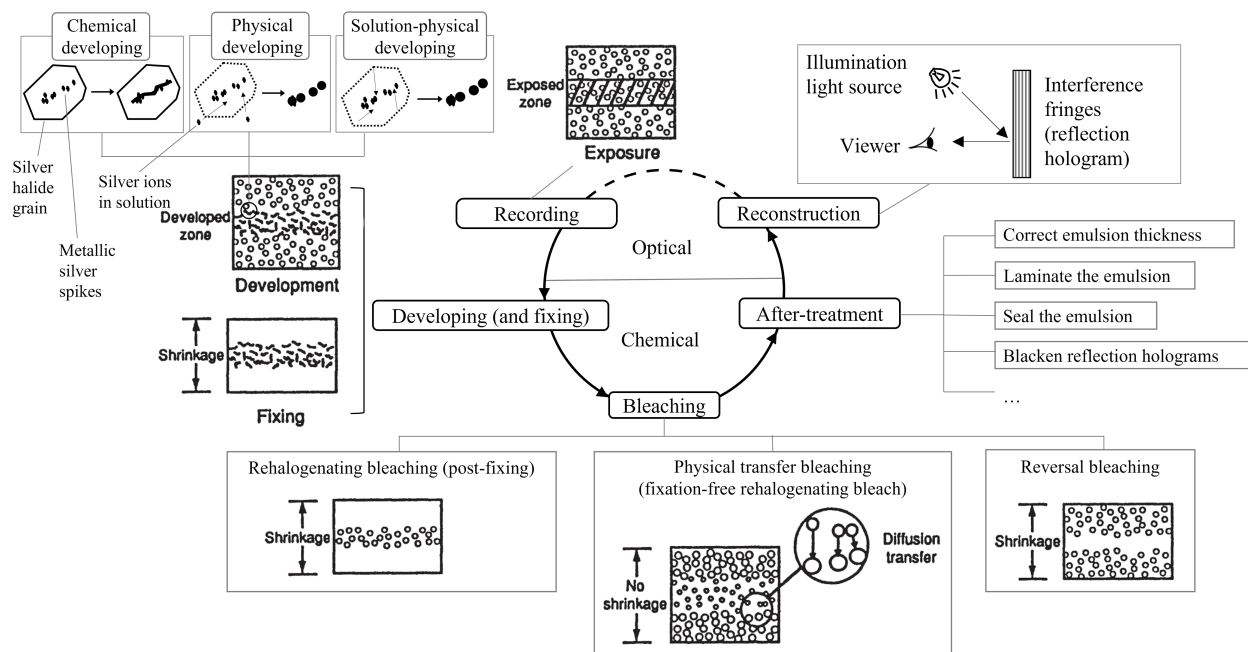 Chemical
developing
Physical
developing
Solution-physical
developing
Silver
halide
grain
Silver ions
in solution
Metallic
silver
spikes
Developed
zone
Development
Shrinkage
Fixing
Exposed
zone
Exposure
Illumination
light source
Viewer
Interference
fringes
(reflection
hologram)
Recording
Reconstruction
Optical
Developing (and fixing)
After-treatment
Chemical
Bleaching
Correct emulsion thickness
Laminate the emulsion
Seal the emulsion
Blacken reflection holograms
…
Rehalogenating bleaching (post-fixing)
Shrinkage
Physical transfer bleaching
(fixation-free rehalogenating bleach)
No
shrinkage
Diffusion
transfer
Reversal bleaching
Shrinkage